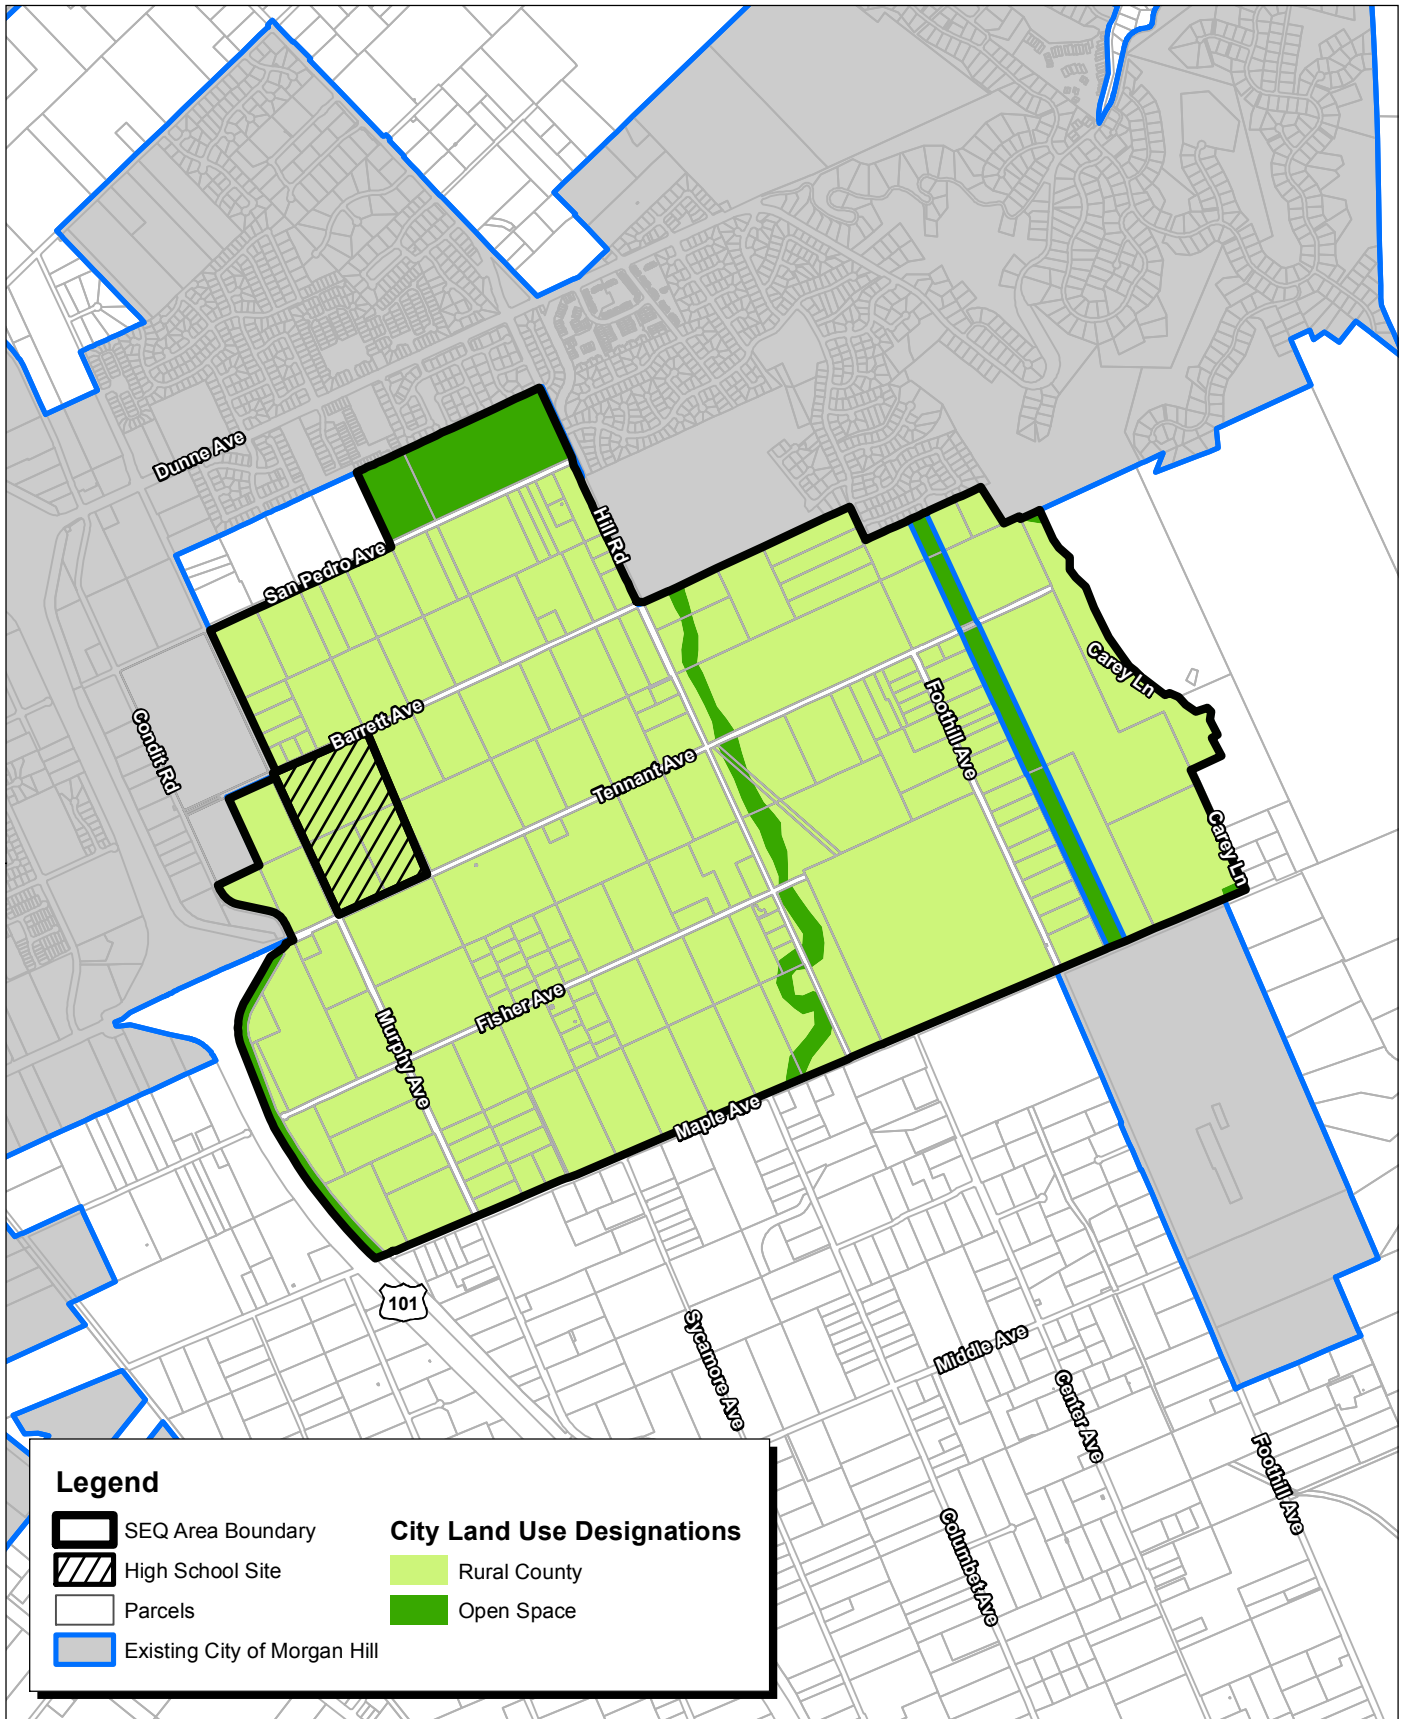 Dunne Ave
San Pedro Ave
Hill Rd
Condit Rd
Barrett Ave
Tennant Ave
Foothill Ave
Carey Ln
Carey Ln
Fisher Ave
Murphy Ave
Maple Ave
101
Sycamore Ave
Middle Ave
Center Ave
Foothill Ave
Columbet Ave
Legend
SEQ Area Boundary
High School Site
Parcels
Existing City of Morgan Hill
City Land Use Designations
Rural County
Open Space